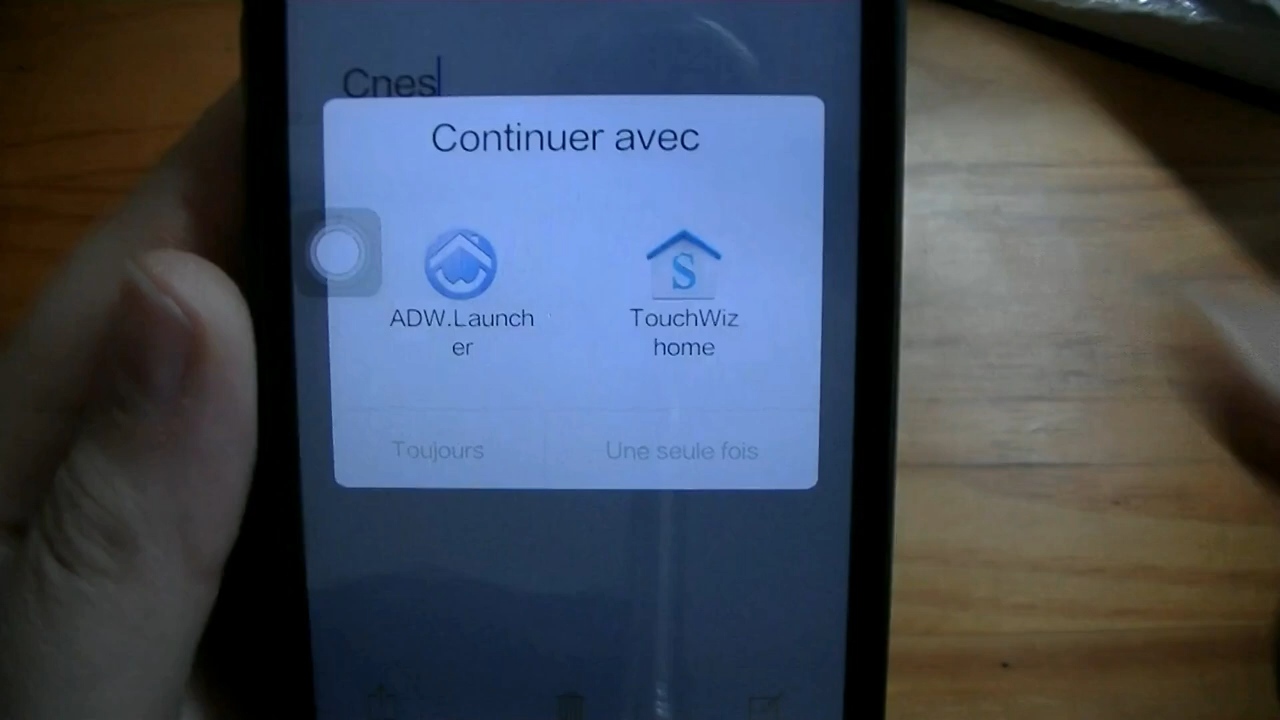 Cnes
Continuer avec
ADW.Launch
er
TouchWiz
home
S
Toujours
Une seule fois